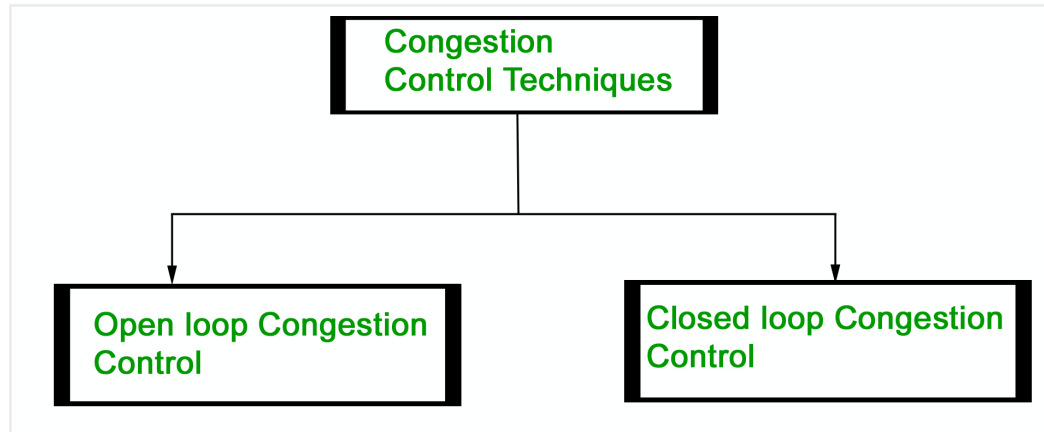 Congestion
Control Techniques
Open loop Congestion
Control
Closed loop Congestion
Control